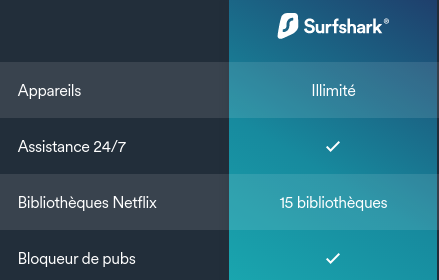 Surfshark®
Appareils Illimité
Assistance 24/7 ✓
Bibliothèques Netflix 15 bibliothèques
Bloqueur de pubs ✓